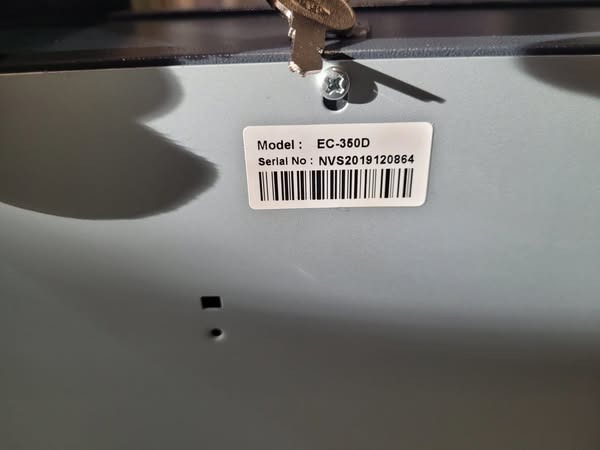 Model : EC-350D
Serial No : NVS2019120864